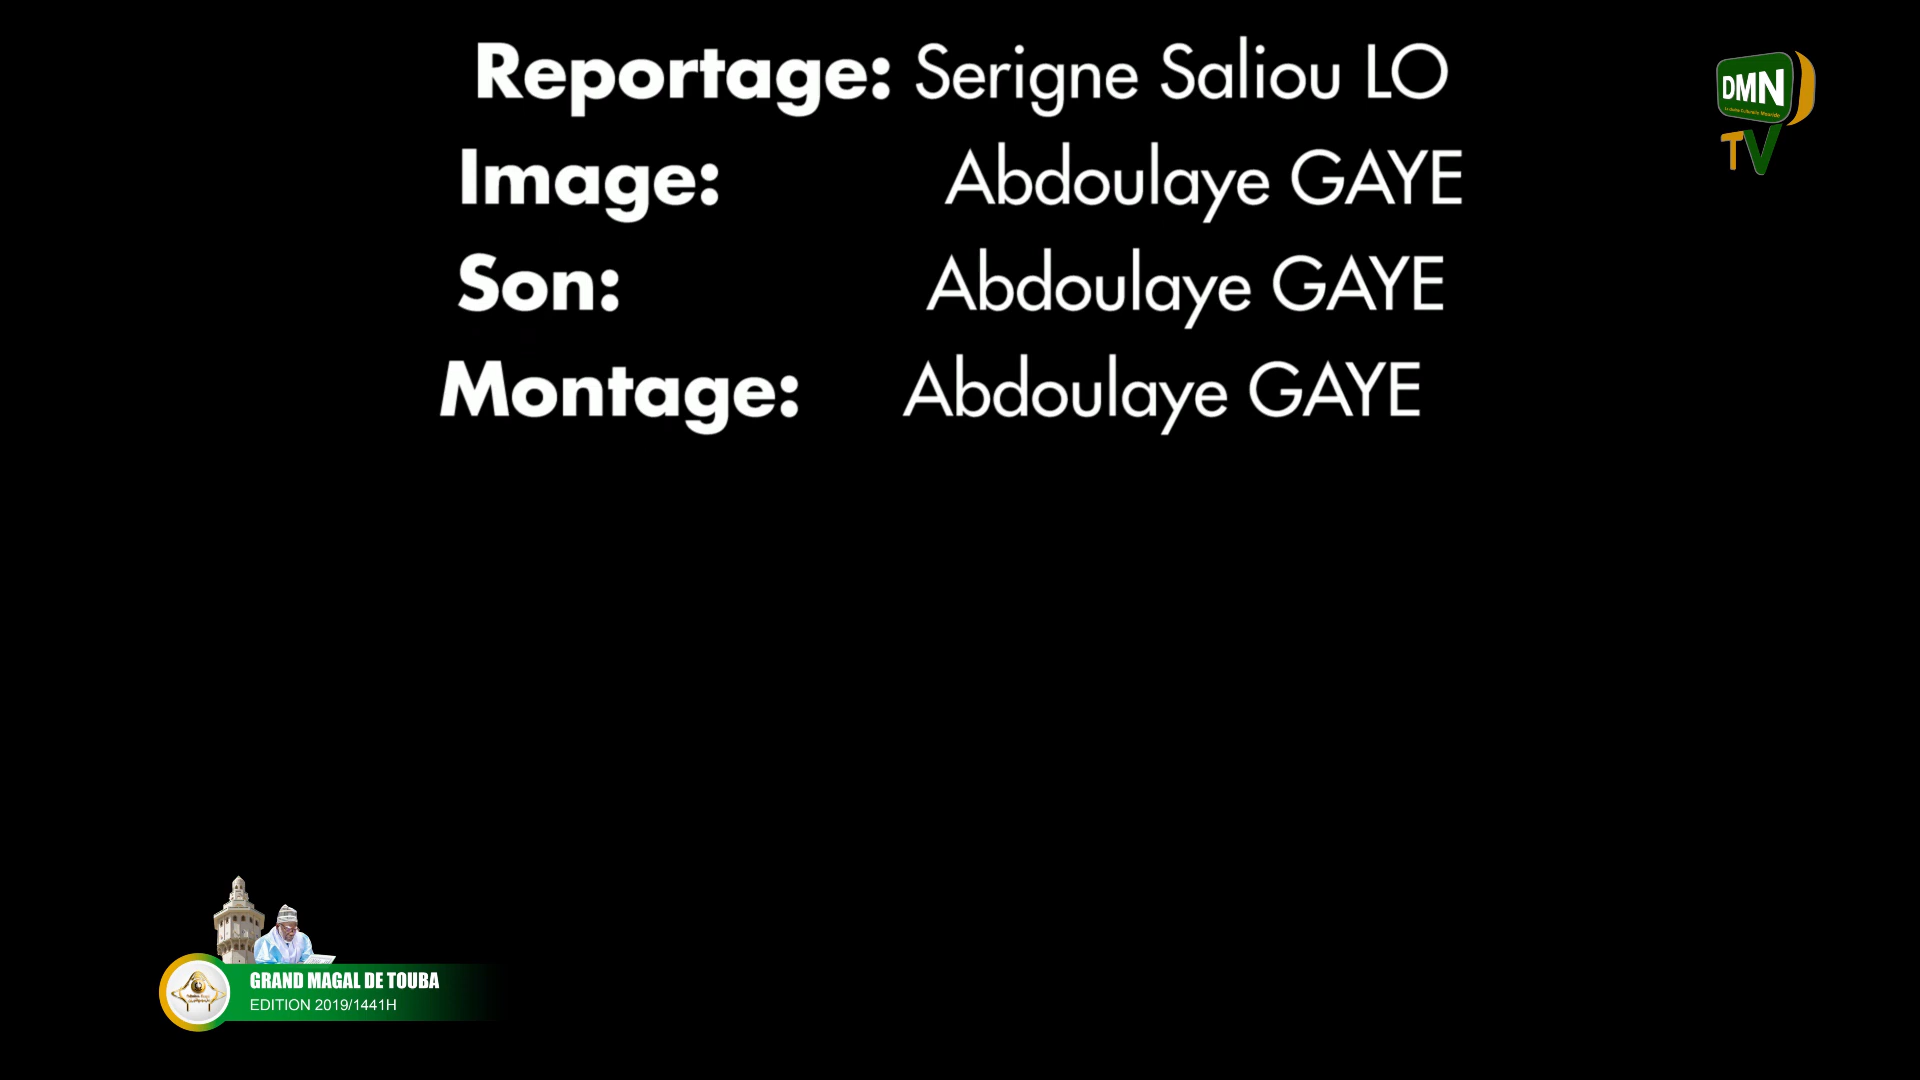 Reportage: Serigne Saliou LO
Image: Abdoulaye GAYE
Son: Abdoulaye GAYE
Montage: Abdoulaye GAYE
DMN
TV
GRAND MAGAL DE TOUBA
EDITION 2019/1441H